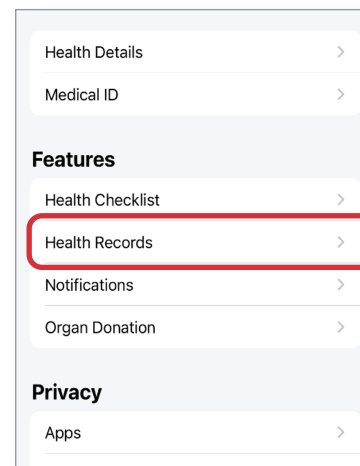 Health Details
Medical ID
Features
Health Checklist
Health Records
Notifications
Organ Donation
Privacy
Apps